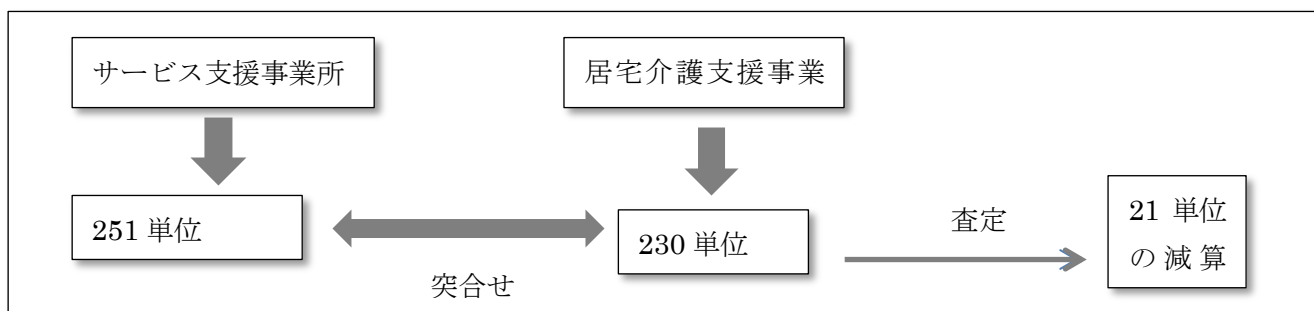 サービス支援事業所
居宅介護支援事業
251 単位
突合せ
230 単位
査定
21 単位
の減算